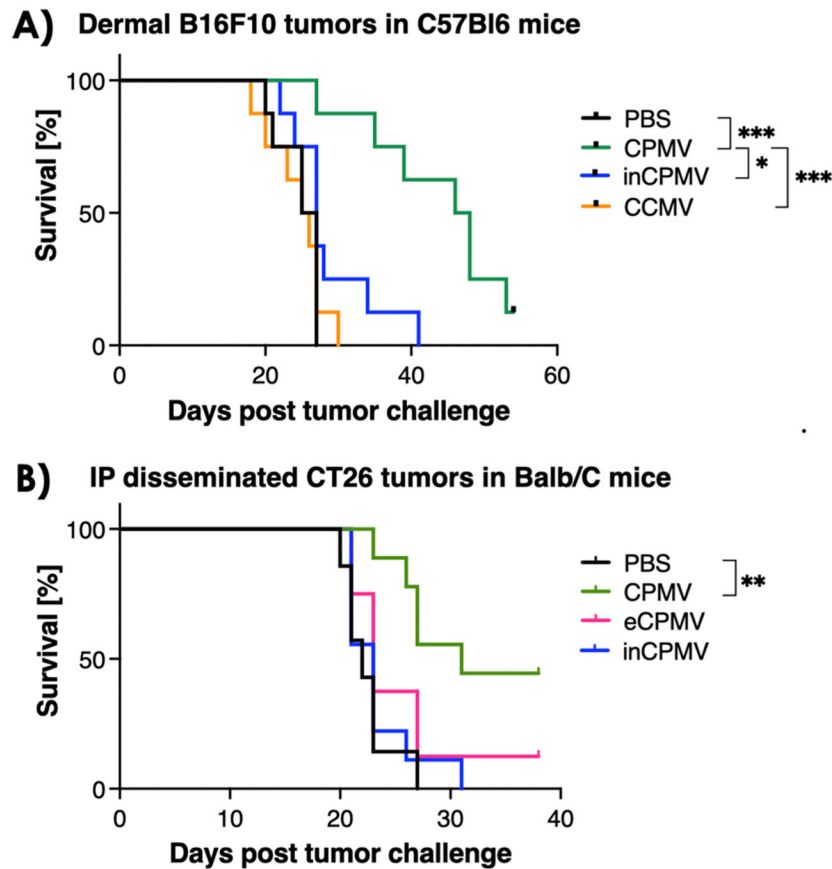 A) Dermal B16F10 tumors in C57Bl6 mice
100
50
0
Survival [%]
0 20 40 60
Days post tumor challenge
PBS
CPMV
inCPMV
CCMV
***
*
***
B) IP disseminated CT26 tumors in Balb/C mice
100
50
0
Survival [%]
0 10 20 30 40
Days post tumor challenge
PBS
CPMV
eCPMV
inCPMV
**